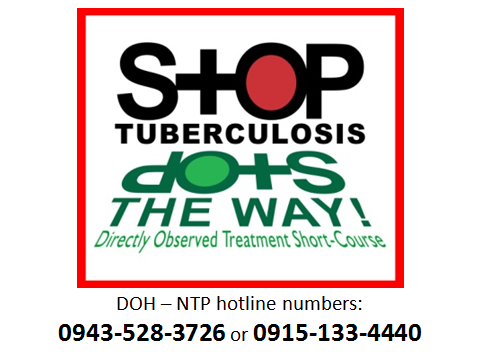 STOP
TUBERCULOSIS
dOtS
THE WAY!
Directly Observed Treatment Short-Course
DOH – NTP hotline numbers:
0943-528-3726 or 0915-133-4440